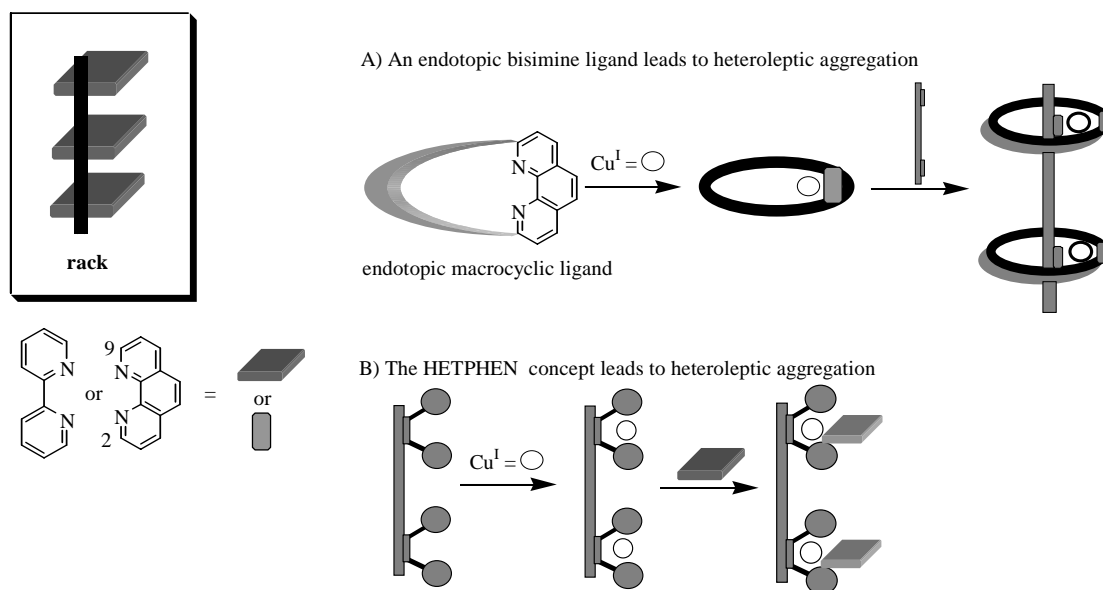 rack
A) An endotopic bisimine ligand leads to heteroleptic aggregation
N
N
Cu^I =
endotopic macrocyclic ligand
N
N
or
9
N
N
2
=
or
B) The HETPHEN concept leads to heteroleptic aggregation
Cu^I =